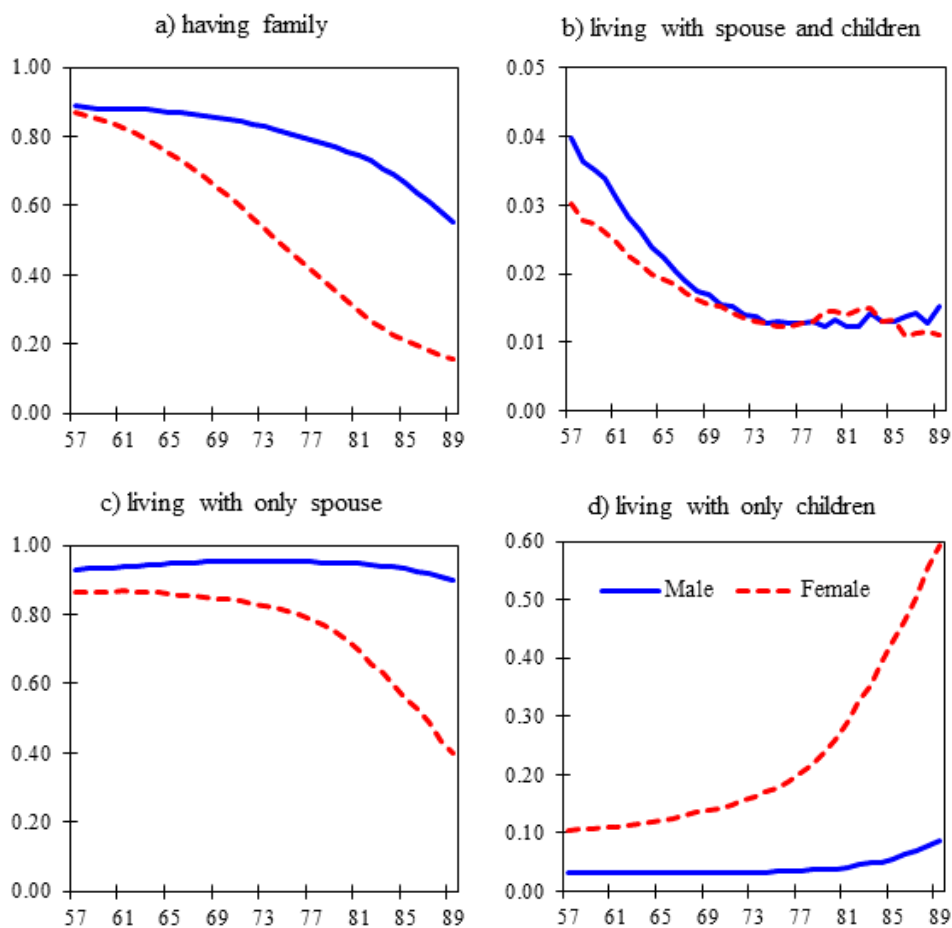 a) having family
1.00
0.80
0.60
0.40
0.20
0.00
57 61 65 69 73 77 81 85 89
b) living with spouse and children
0.05
0.04
0.03
0.02
0.01
0.00
57 61 65 69 73 77 81 85 89
c) living with only spouse
1.00
0.80
0.60
0.40
0.20
0.00
57 61 65 69 73 77 81 85 89
d) living with only children
0.60
Male Female
0.50
0.40
0.30
0.20
0.10
0.00
57 61 65 69 73 77 81 85 89